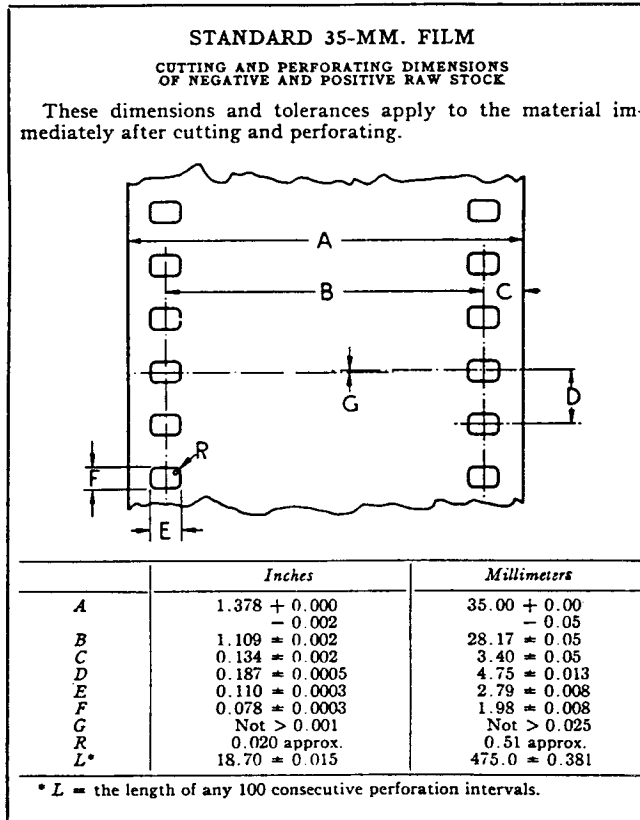 STANDARD 35-MM. FILM
CUTTING AND PERFORATING DIMENSIONS
OF NEGATIVE AND POSITIVE RAW STOCK
These dimensions and tolerances apply to the material im-
mediately after cutting and perforating.
A
B
C
G
D
R
F
E
Inches Millimeters
A 1.378 + 0.000 35.00 + 0.00
− 0.002 − 0.05
B 1.109 ± 0.002 28.17 ± 0.05
C 0.134 ± 0.002 3.40 ± 0.05
D 0.187 ± 0.0005 4.75 ± 0.013
E 0.110 ± 0.0003 2.79 ± 0.008
F 0.078 ± 0.0003 1.98 ± 0.008
G Not > 0.001 Not > 0.025
R 0.020 approx. 0.51 approx.
L* 18.70 ± 0.015 475.0 ± 0.381
* L = the length of any 100 consecutive perforation intervals.